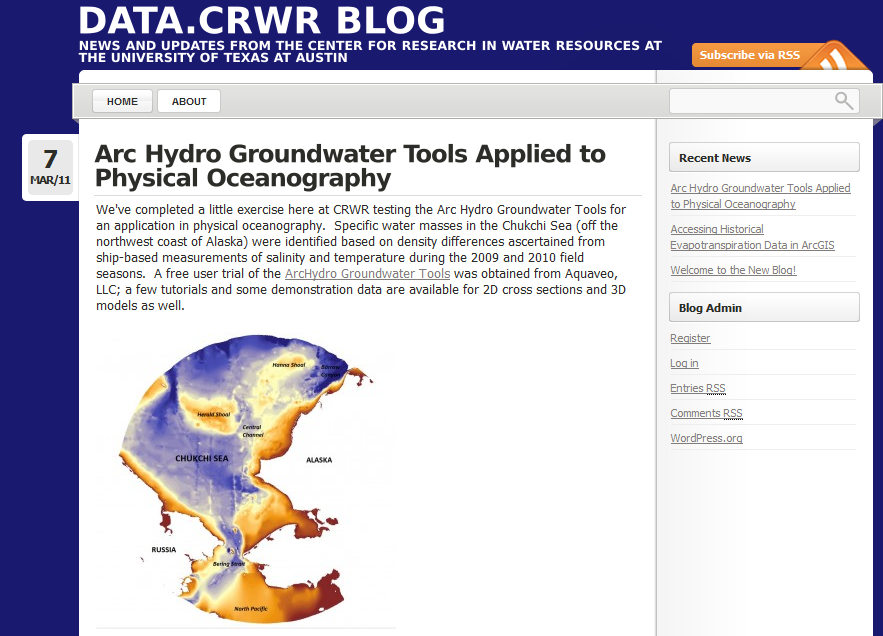 DATA.CRWR BLOG
NEWS AND UPDATES FROM THE CENTER FOR RESEARCH IN WATER RESOURCES AT
THE UNIVERSITY OF TEXAS AT AUSTIN
Subscribe via RSS
HOME
ABOUT
7
MAR/11
Arc Hydro Groundwater Tools Applied to
Physical Oceanography
We've completed a little exercise here at CRWR testing the Arc Hydro Groundwater Tools for
an application in physical oceanography.  Specific water masses in the Chukchi Sea (off the
northwest coast of Alaska) were identified based on density differences ascertained from
ship-based measurements of salinity and temperature during the 2009 and 2010 field
seasons.  A free user trial of the ArcHydro Groundwater Tools was obtained from Aquaveo,
LLC; a few tutorials and some demonstration data are available for 2D cross sections and 3D
models as well.
Hanna Shoal
Barrow
Canyon
Herald Shoal
Central
Channel
CHUKCHI SEA
ALASKA
RUSSIA
Bering Strait
North Pacific
Recent News
Arc Hydro Groundwater Tools Applied
to Physical Oceanography
Accessing Historical
Evapotranspiration Data in ArcGIS
Welcome to the New Blog!
Blog Admin
Register
Log in
Entries RSS
Comments RSS
WordPress.org